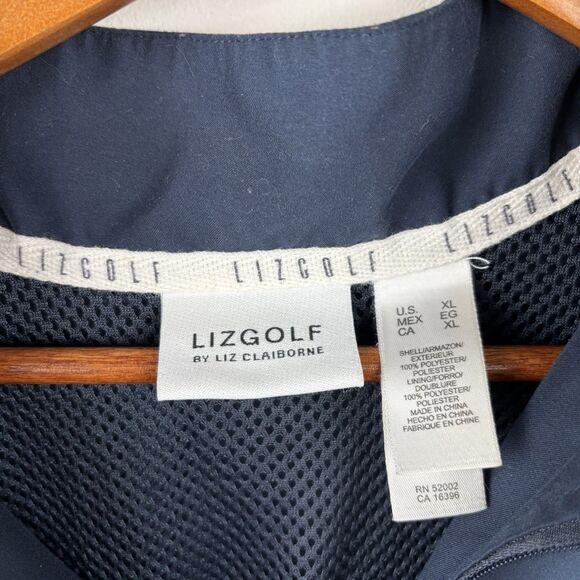 LIZGOLF LIZGOLF LIZGOLF
LIZGOLF
BY LIZ CLAIBORNE
U.S. XL
MEX EG
CA XL
SHELL/ARMAZON/
EXTERIEUR
100% POLYESTER/
POLIESTER
LINING/FORRO/
DOUBLURE
100% POLYESTER/
POLIESTER
MADE IN CHINA
HECHO EN CHINA
FABRIQUE EN CHINE
RN 52002
CA 16396